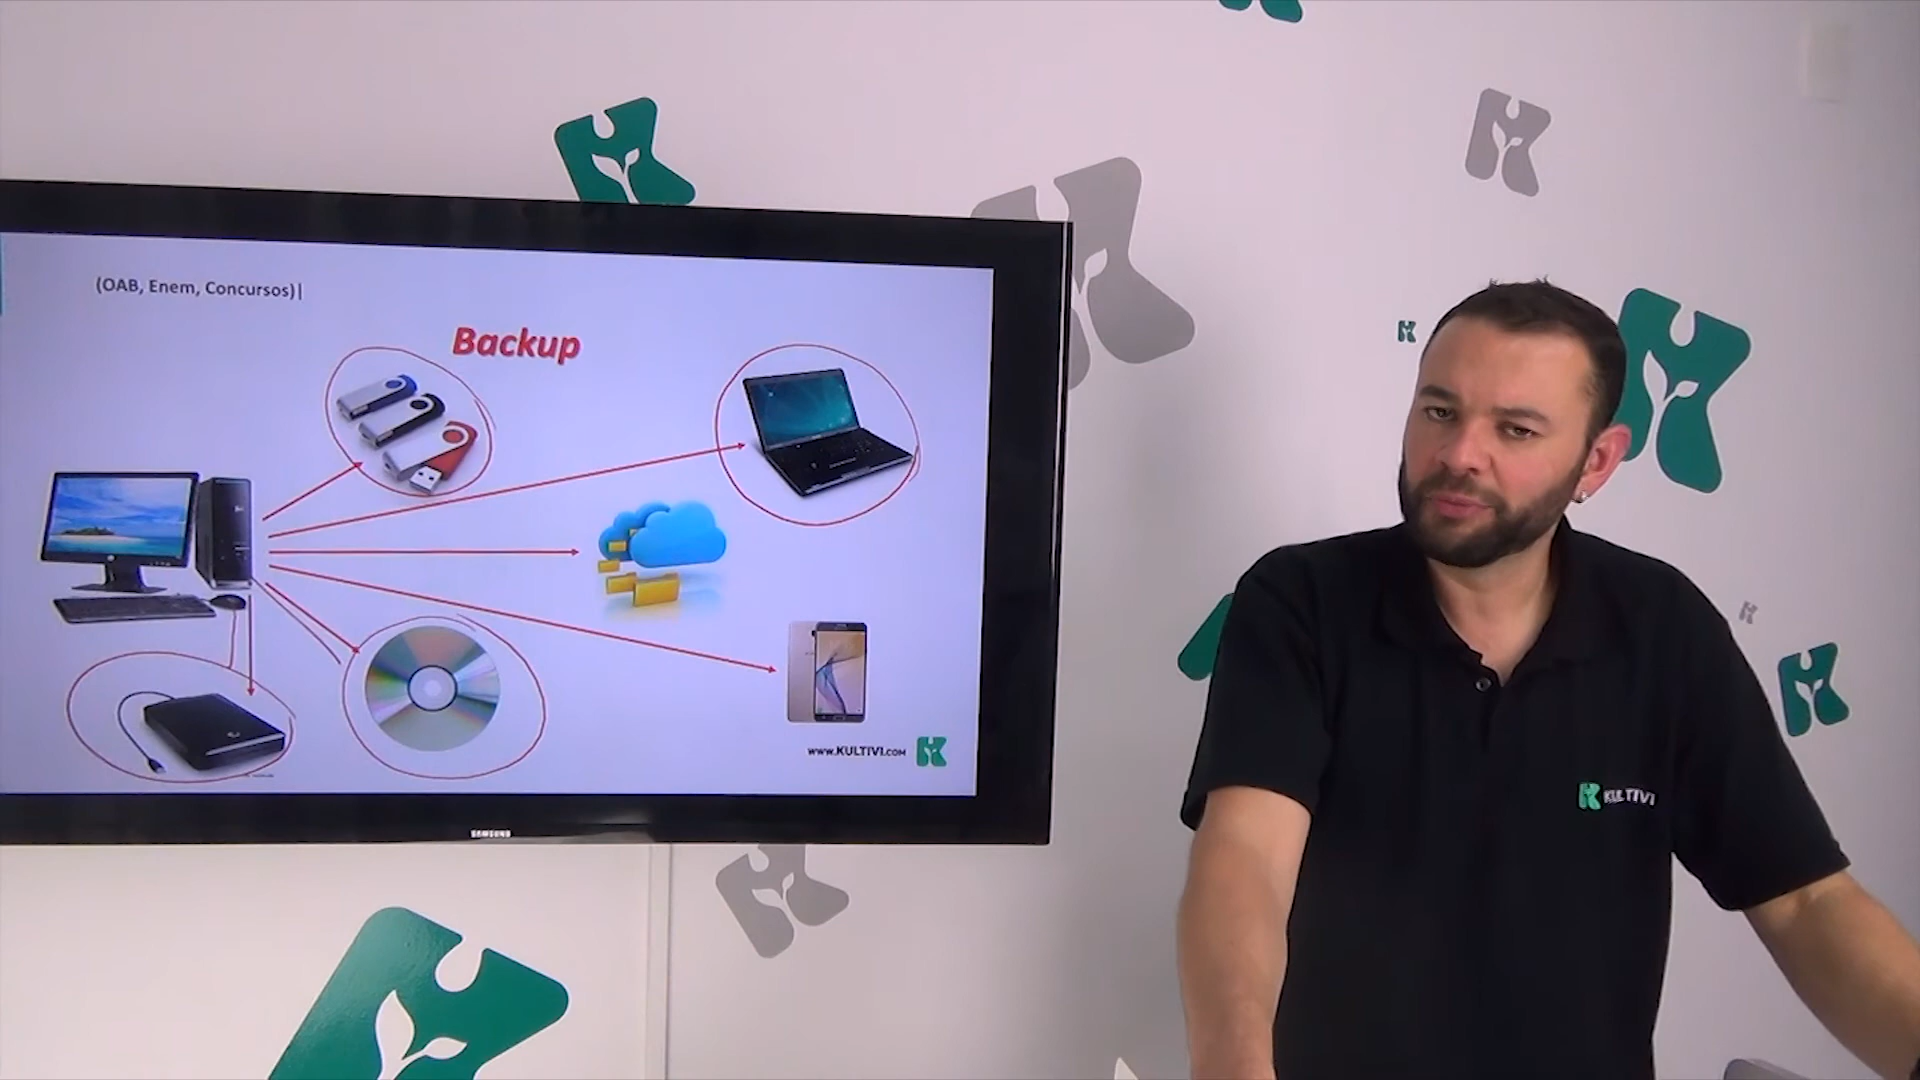 (OAB, Enem, Concursos)|
Backup
www.KULTIVI.COM
SAMSUNG
KULTIVI